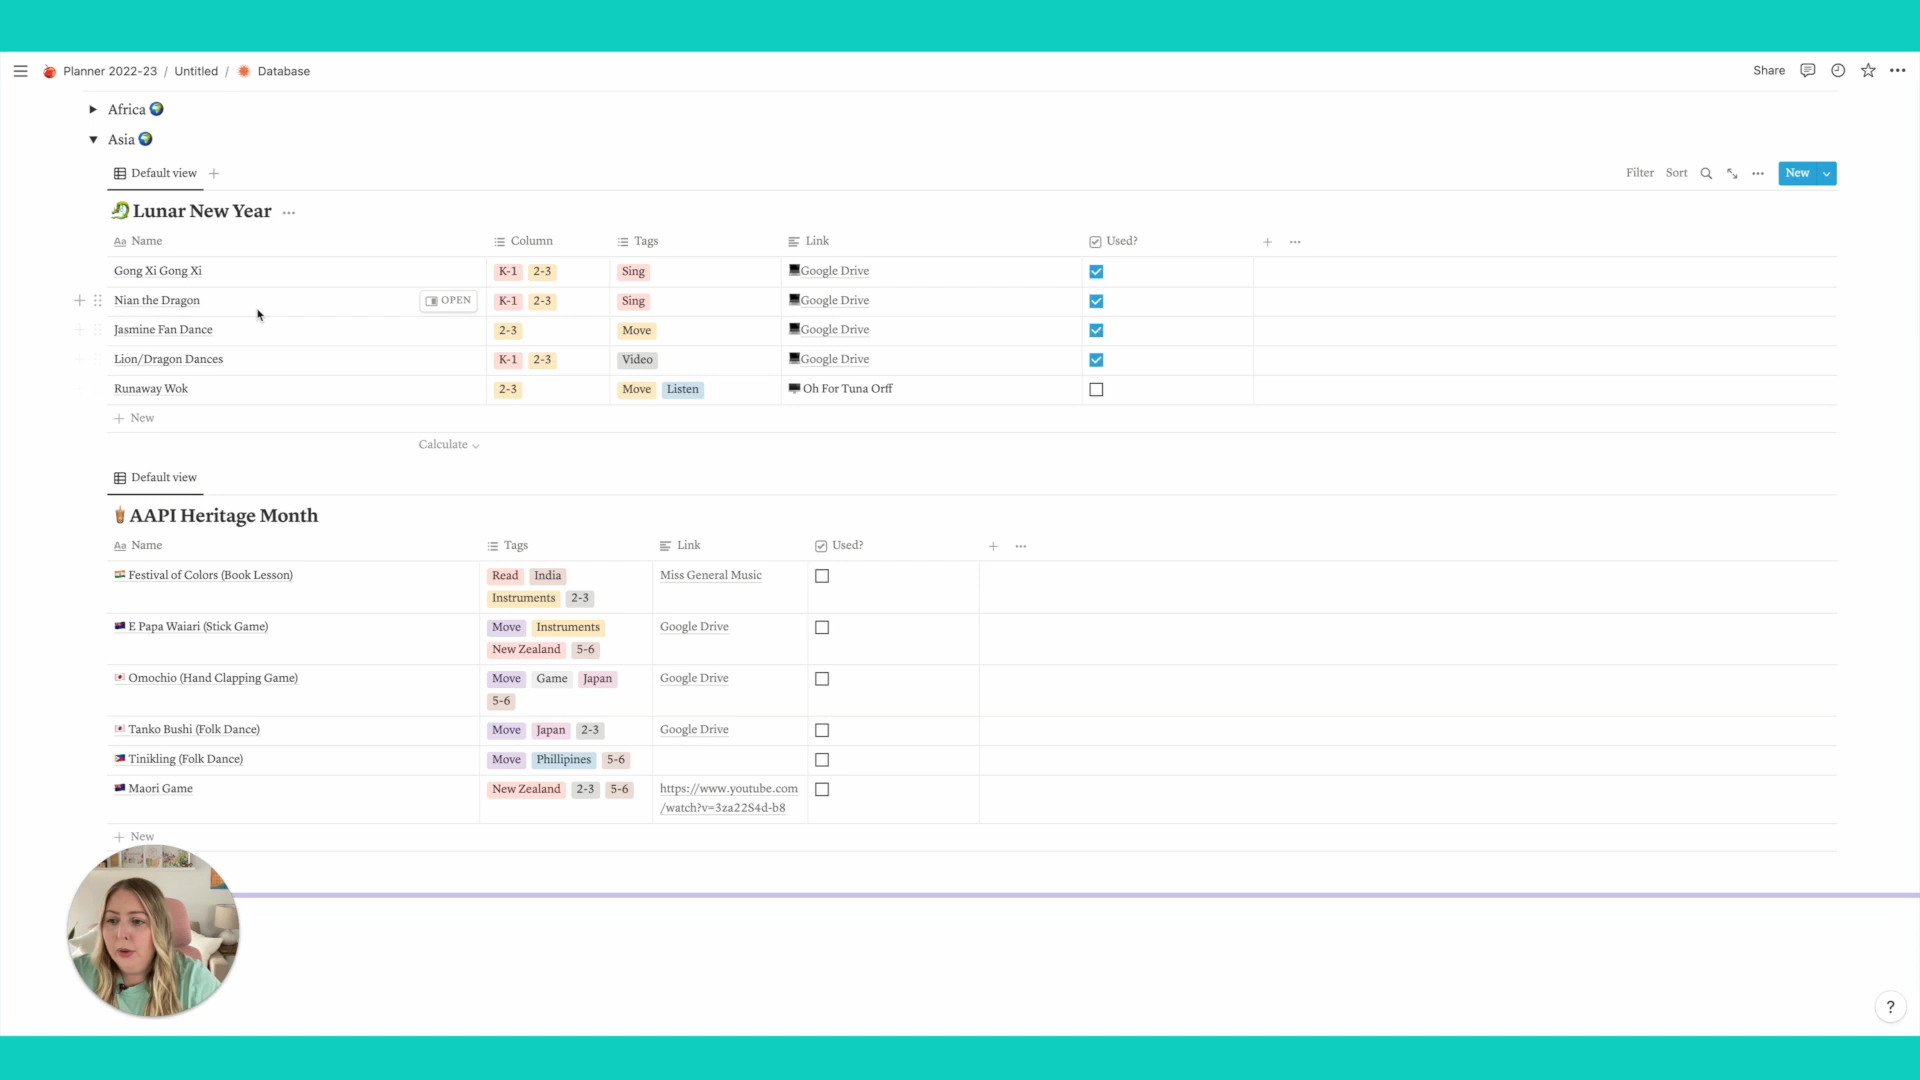 Planner 2022-23 / Untitled / Database Share
Africa
Asia
Default view Filter Sort New
Lunar New Year
Aa Name Column Tags Link Used?
Gong Xi Gong Xi K-1 2-3 Sing Google Drive
Nian the Dragon OPEN K-1 2-3 Sing Google Drive
Jasmine Fan Dance 2-3 Move Google Drive
Lion/Dragon Dances K-1 2-3 Video Google Drive
Runaway Wok 2-3 Move Listen Oh For Tuna Orff
+ New
Calculate
Default view
AAPI Heritage Month
Aa Name Tags Link Used?
Festival of Colors (Book Lesson) Read India Miss General Music
Instruments 2-3
E Papa Waiari (Stick Game) Move Instruments Google Drive
New Zealand 5-6
Omochio (Hand Clapping Game) Move Game Japan Google Drive
5-6
Tanko Bushi (Folk Dance) Move Japan 2-3 Google Drive
Tinikling (Folk Dance) Move Phillipines 5-6
Maori Game New Zealand 2-3 5-6 https://www.youtube.com
/watch?v=3za22S4d-b8
+ New
?